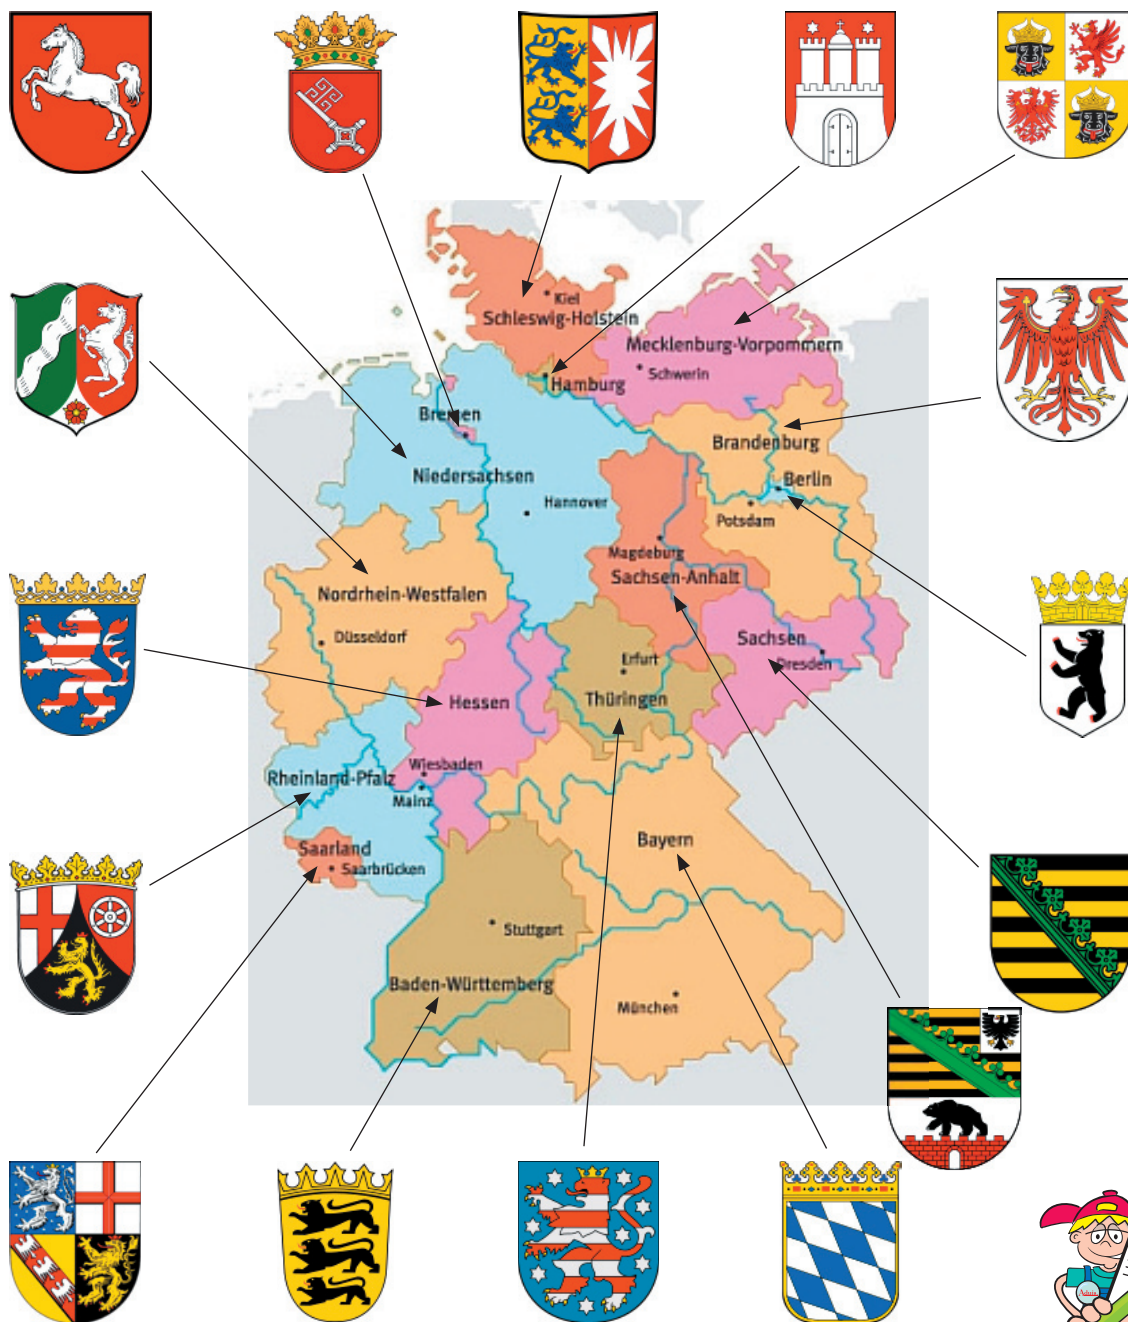 Kiel
Schleswig-Holstein
Mecklenburg-Vorpommern
Schwerin
Hamburg
Bremen
Brandenburg
Niedersachsen
Berlin
Hannover
Potsdam
Magdeburg
Sachsen-Anhalt
Nordrhein-Westfalen
Düsseldorf
Sachsen
Dresden
Erfurt
Thüringen
Hessen
Wiesbaden
Rheinland-Pfalz
Mainz
Bayern
Saarland
Saarbrücken
Stuttgart
Baden-Württemberg
München